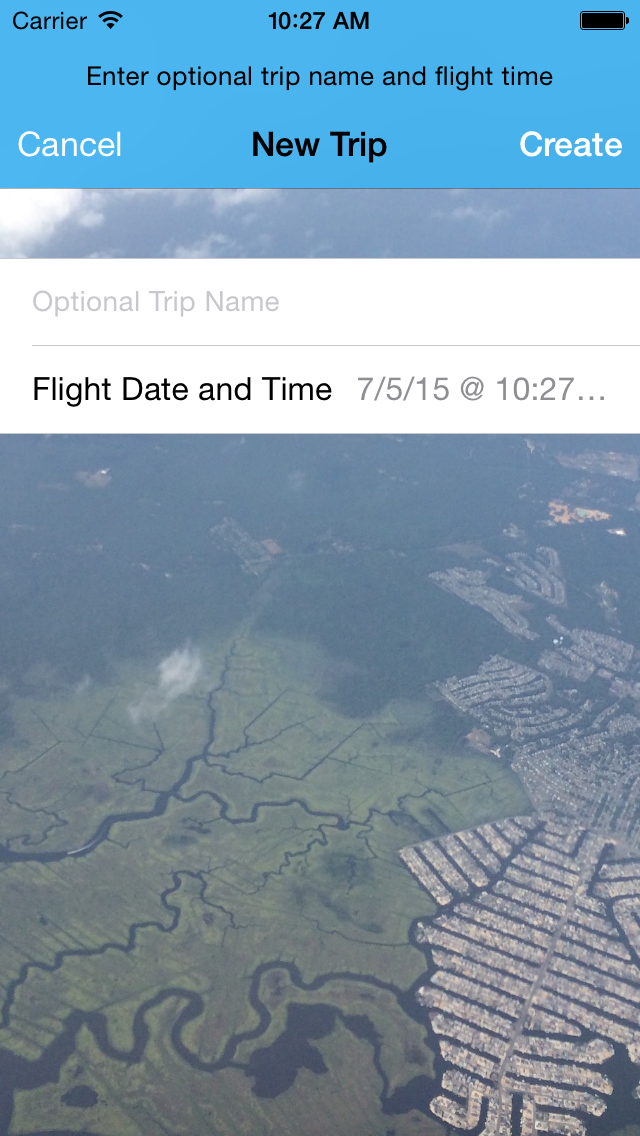 Carrier 10:27 AM
Enter optional trip name and flight time
Cancel New Trip Create
Optional Trip Name
Flight Date and Time 7/5/15 @ 10:27...